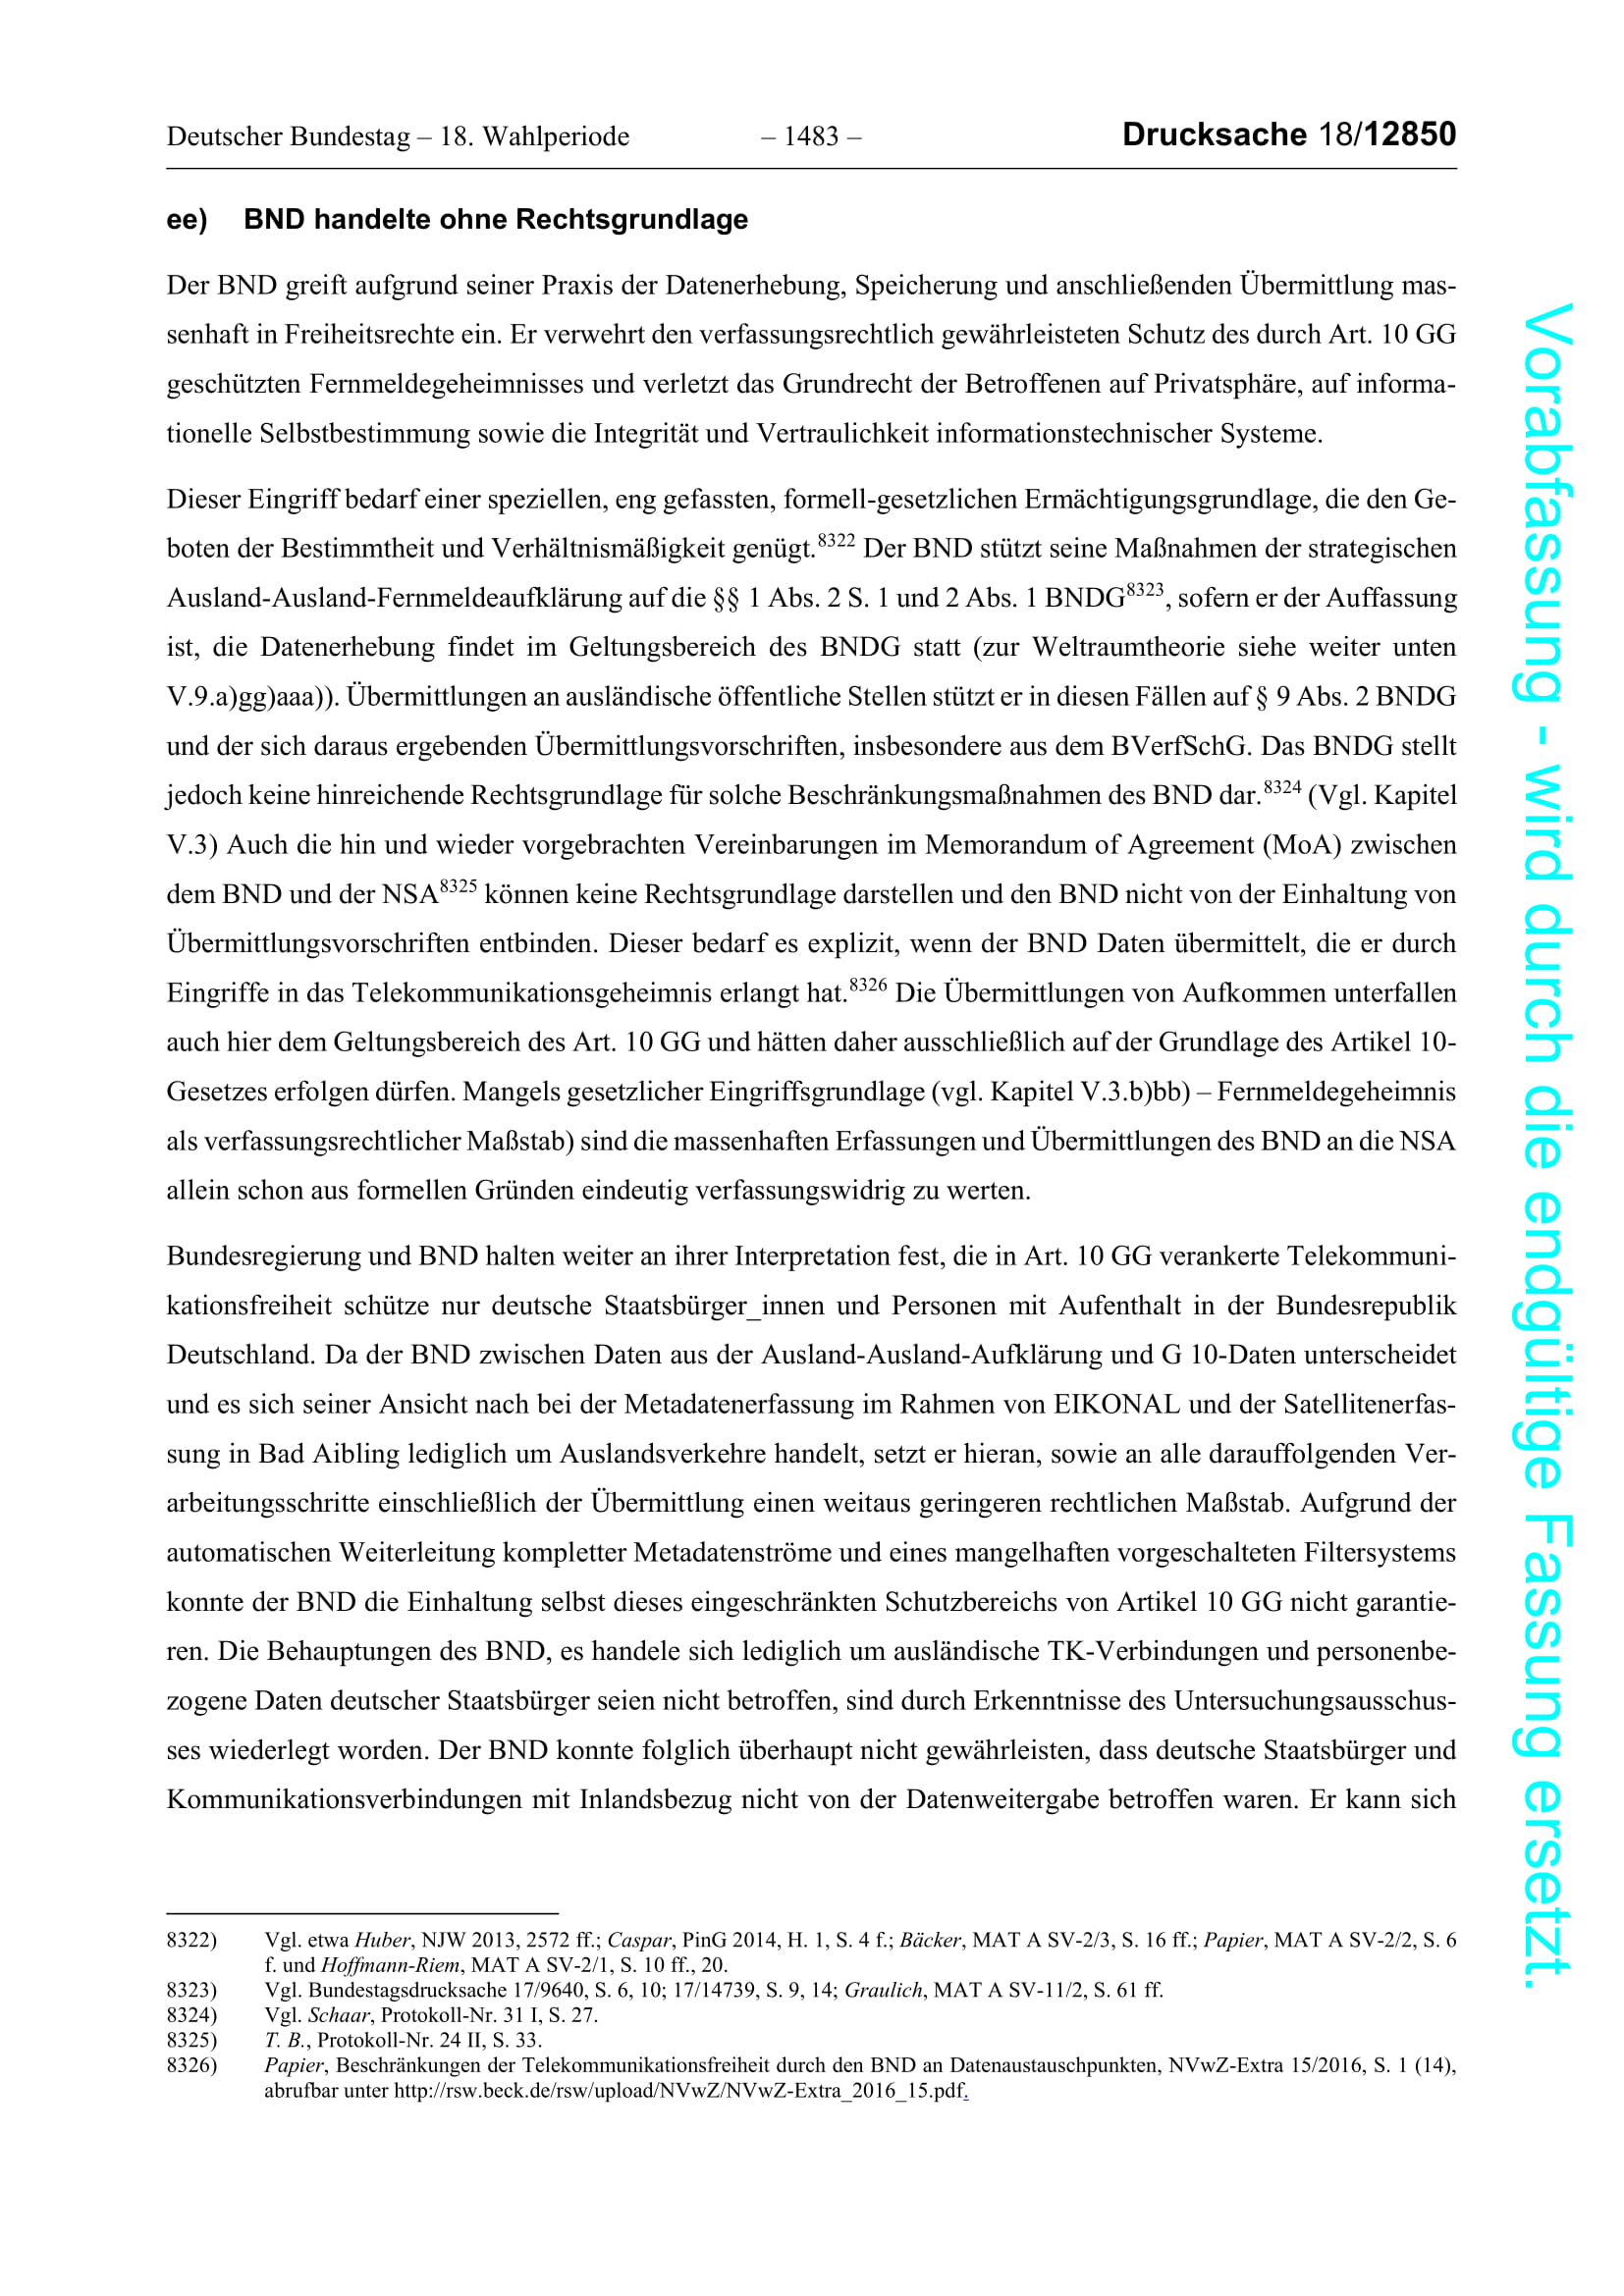 Deutscher Bundestag – 18. Wahlperiode – 1483 – Drucksache 18/12850
ee) BND handelte ohne Rechtsgrundlage
Der BND greift aufgrund seiner Praxis der Datenerhebung, Speicherung und anschließenden Übermittlung mas-
senhaft in Freiheitsrechte ein. Er verwehrt den verfassungsrechtlich gewährleisteten Schutz des durch Art. 10 GG
geschützten Fernmeldegeheimnisses und verletzt das Grundrecht der Betroffenen auf Privatsphäre, auf informa-
tionelle Selbstbestimmung sowie die Integrität und Vertraulichkeit informationstechnischer Systeme.
Dieser Eingriff bedarf einer speziellen, eng gefassten, formell-gesetzlichen Ermächtigungsgrundlage, die den Ge-
boten der Bestimmtheit und Verhältnismäßigkeit genügt.8322 Der BND stützt seine Maßnahmen der strategischen
Ausland-Ausland-Fernmeldeaufklärung auf die §§ 1 Abs. 2 S. 1 und 2 Abs. 1 BNDG8323, sofern er der Auffassung
ist, die Datenerhebung findet im Geltungsbereich des BNDG statt (zur Weltraumtheorie siehe weiter unten
V.9.a)gg)aaa)). Übermittlungen an ausländische öffentliche Stellen stützt er in diesen Fällen auf § 9 Abs. 2 BNDG
und der sich daraus ergebenden Übermittlungsvorschriften, insbesondere aus dem BVerfSchG. Das BNDG stellt
jedoch keine hinreichende Rechtsgrundlage für solche Beschränkungsmaßnahmen des BND dar.8324 (Vgl. Kapitel
V.3) Auch die hin und wieder vorgebrachten Vereinbarungen im Memorandum of Agreement (MoA) zwischen
dem BND und der NSA8325 können keine Rechtsgrundlage darstellen und den BND nicht von der Einhaltung von
Übermittlungsvorschriften entbinden. Dieser bedarf es explizit, wenn der BND Daten übermittelt, die er durch
Eingriffe in das Telekommunikationsgeheimnis erlangt hat.8326 Die Übermittlungen von Aufkommen unterfallen
auch hier dem Geltungsbereich des Art. 10 GG und hätten daher ausschließlich auf der Grundlage des Artikel 10-
Gesetzes erfolgen dürfen. Mangels gesetzlicher Eingriffsgrundlage (vgl. Kapitel V.3.b)bb) – Fernmeldegeheimnis
als verfassungsrechtlicher Maßstab) sind die massenhaften Erfassungen und Übermittlungen des BND an die NSA
allein schon aus formellen Gründen eindeutig verfassungswidrig zu werten.
Bundesregierung und BND halten weiter an ihrer Interpretation fest, die in Art. 10 GG verankerte Telekommuni-
kationsfreiheit schütze nur deutsche Staatsbürger_innen und Personen mit Aufenthalt in der Bundesrepublik
Deutschland. Da der BND zwischen Daten aus der Ausland-Ausland-Aufklärung und G 10-Daten unterscheidet
und es sich seiner Ansicht nach bei der Metadatenerfassung im Rahmen von EIKONAL und der Satellitenerfas-
sung in Bad Aibling lediglich um Auslandsverkehre handelt, setzt er hieran, sowie an alle darauffolgenden Ver-
arbeitungsschritte einschließlich der Übermittlung einen weitaus geringeren rechtlichen Maßstab. Aufgrund der
automatischen Weiterleitung kompletter Metadatenströme und eines mangelhaften vorgeschalteten Filtersystems
konnte der BND die Einhaltung selbst dieses eingeschränkten Schutzbereichs von Artikel 10 GG nicht garantie-
ren. Die Behauptungen des BND, es handele sich lediglich um ausländische TK-Verbindungen und personenbe-
zogene Daten deutscher Staatsbürger seien nicht betroffen, sind durch Erkenntnisse des Untersuchungsausschus-
ses wiederlegt worden. Der BND konnte folglich überhaupt nicht gewährleisten, dass deutsche Staatsbürger und
Kommunikationsverbindungen mit Inlandsbezug nicht von der Datenweitergabe betroffen waren. Er kann sich
8322) Vgl. etwa Huber, NJW 2013, 2572 ff.; Caspar, PinG 2014, H. 1, S. 4 f.; Bäcker, MAT A SV-2/3, S. 16 ff.; Papier, MAT A SV-2/2, S. 6
f. und Hoffmann-Riem, MAT A SV-2/1, S. 10 ff., 20.
8323) Vgl. Bundestagsdrucksache 17/9640, S. 6, 10; 17/14739, S. 9, 14; Graulich, MAT A SV-11/2, S. 61 ff.
8324) Vgl. Schaar, Protokoll-Nr. 31 I, S. 27.
8325) T. B., Protokoll-Nr. 24 II, S. 33.
8326) Papier, Beschränkungen der Telekommunikationsfreiheit durch den BND an Datenaustauschpunkten, NVwZ-Extra 15/2016, S. 1 (14),
abrufbar unter http://rsw.beck.de/rsw/upload/NVwZ/NVwZ-Extra_2016_15.pdf.
Vorabfassung - wird durch die endgültige Fassung ersetzt.